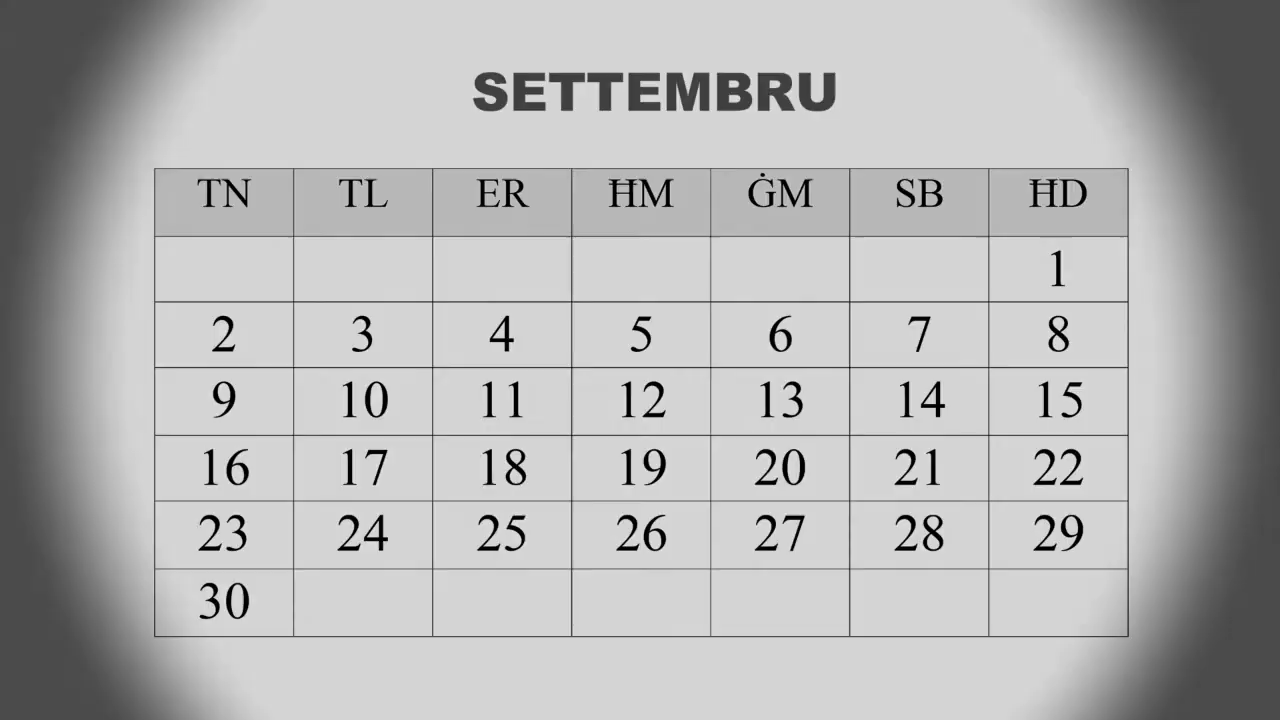 SETTEMBRU
TN TL ER ĦM ĠM SB ĦD
1
2 3 4 5 6 7 8
9 10 11 12 13 14 15
16 17 18 19 20 21 22
23 24 25 26 27 28 29
30